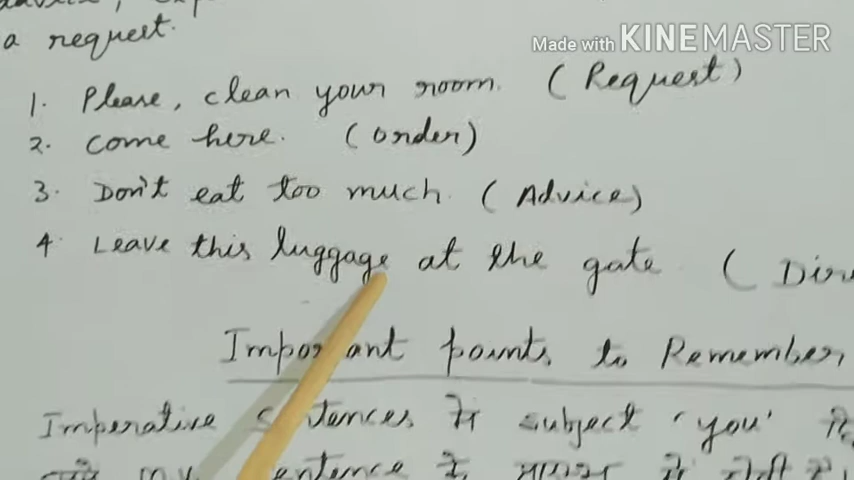 Made with KINEMASTER
a request.
1. Please, clean your room. (Request)
2. Come here. (Order)
3. Don't eat too much. (Advice)
4. Leave this luggage at the gate (
Important points to Remember,
Imperative sentences में subject 'you'